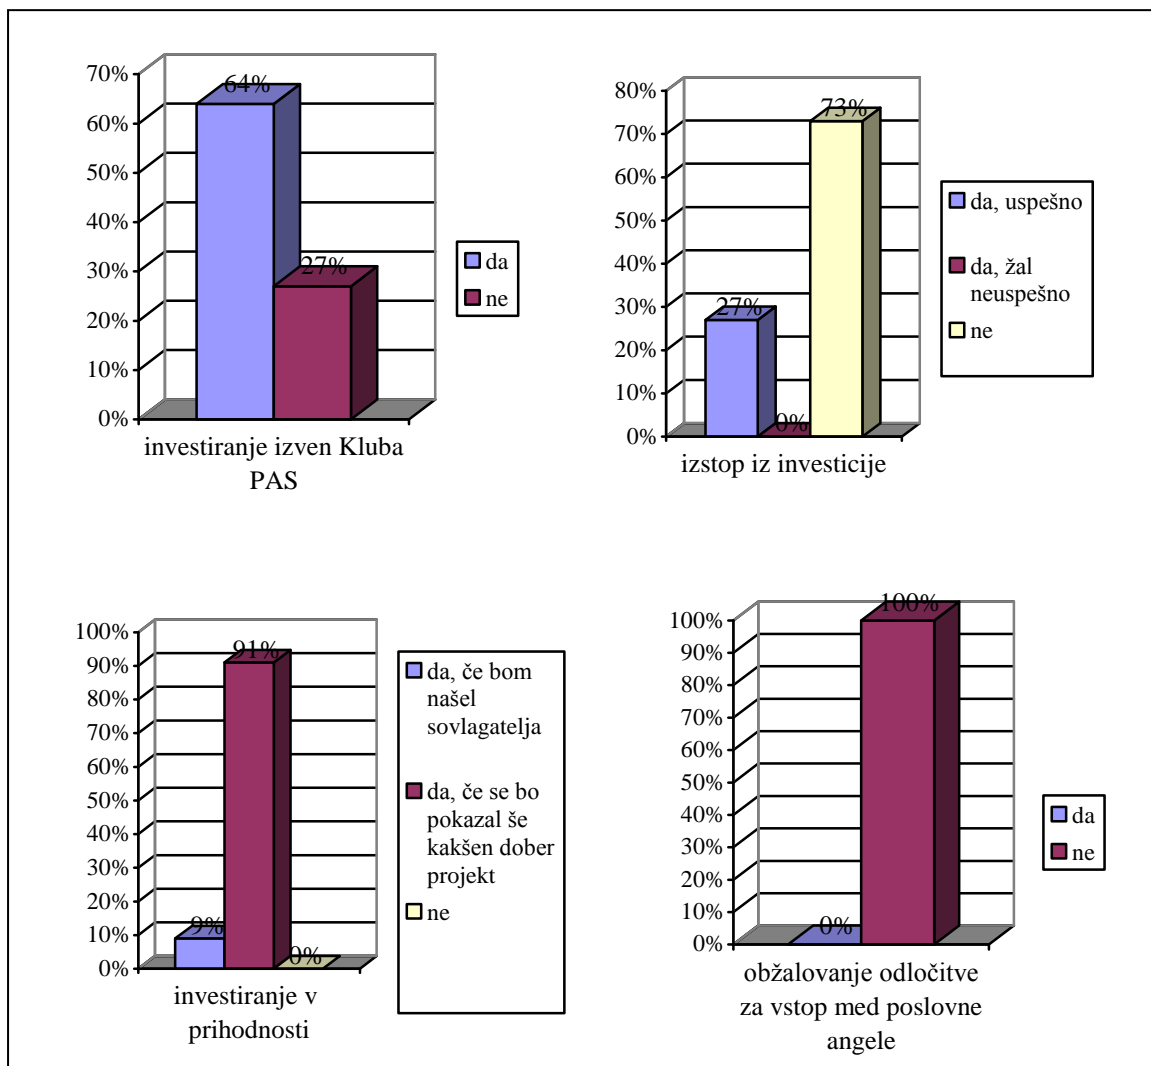 70%
60%
50%
40%
30%
20%
10%
0%
64%
27%
investiranje izven Kluba
PAS
da
ne
80%
70%
60%
50%
40%
30%
20%
10%
0%
27%
0%
73%
izstop iz investicije
da, uspešno
da, žal
neuspešno
ne
100%
90%
80%
70%
60%
50%
40%
30%
20%
10%
0%
9%
91%
0%
investiranje v
prihodnosti
da, če bom
našel
sovlagatelja
da, če se bo
pokazal še
kakšen dober
projekt
ne
100%
90%
80%
70%
60%
50%
40%
30%
20%
10%
0%
0%
100%
obžalovanje odločitve
za vstop med poslovne
angele
da
ne